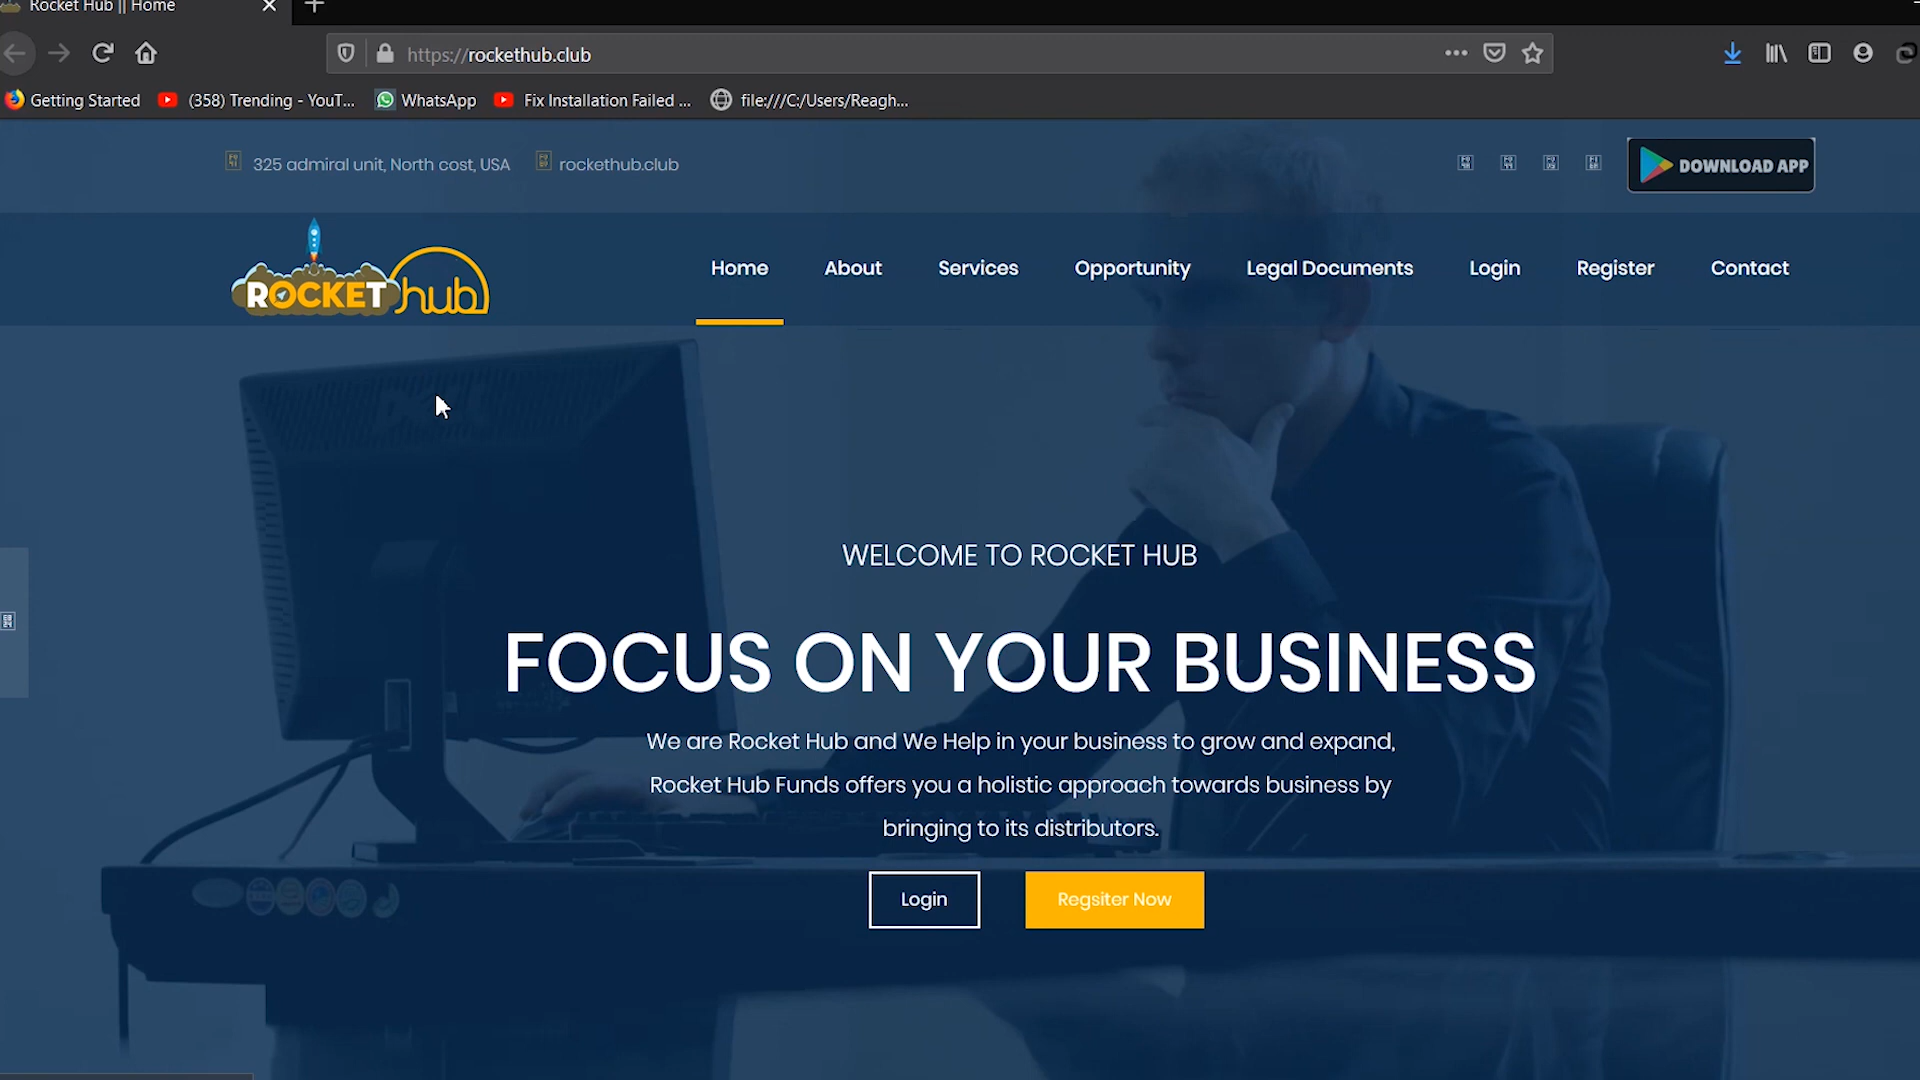 Rocket Hub || Home
https://rockethub.club
Getting Started
(358) Trending - YouT...
WhatsApp
Fix Installation Failed ...
file:///C:/Users/Reagh...
325 admiral unit, North cost, USA
rockethub.club
DOWNLOAD APP
ROCKET hub
Home
About
Services
Opportunity
Legal Documents
Login
Register
Contact
WELCOME TO ROCKET HUB
FOCUS ON YOUR BUSINESS
We are Rocket Hub and We Help in your business to grow and expand,
Rocket Hub Funds offers you a holistic approach towards business by
bringing to its distributors.
Login
Regsiter Now